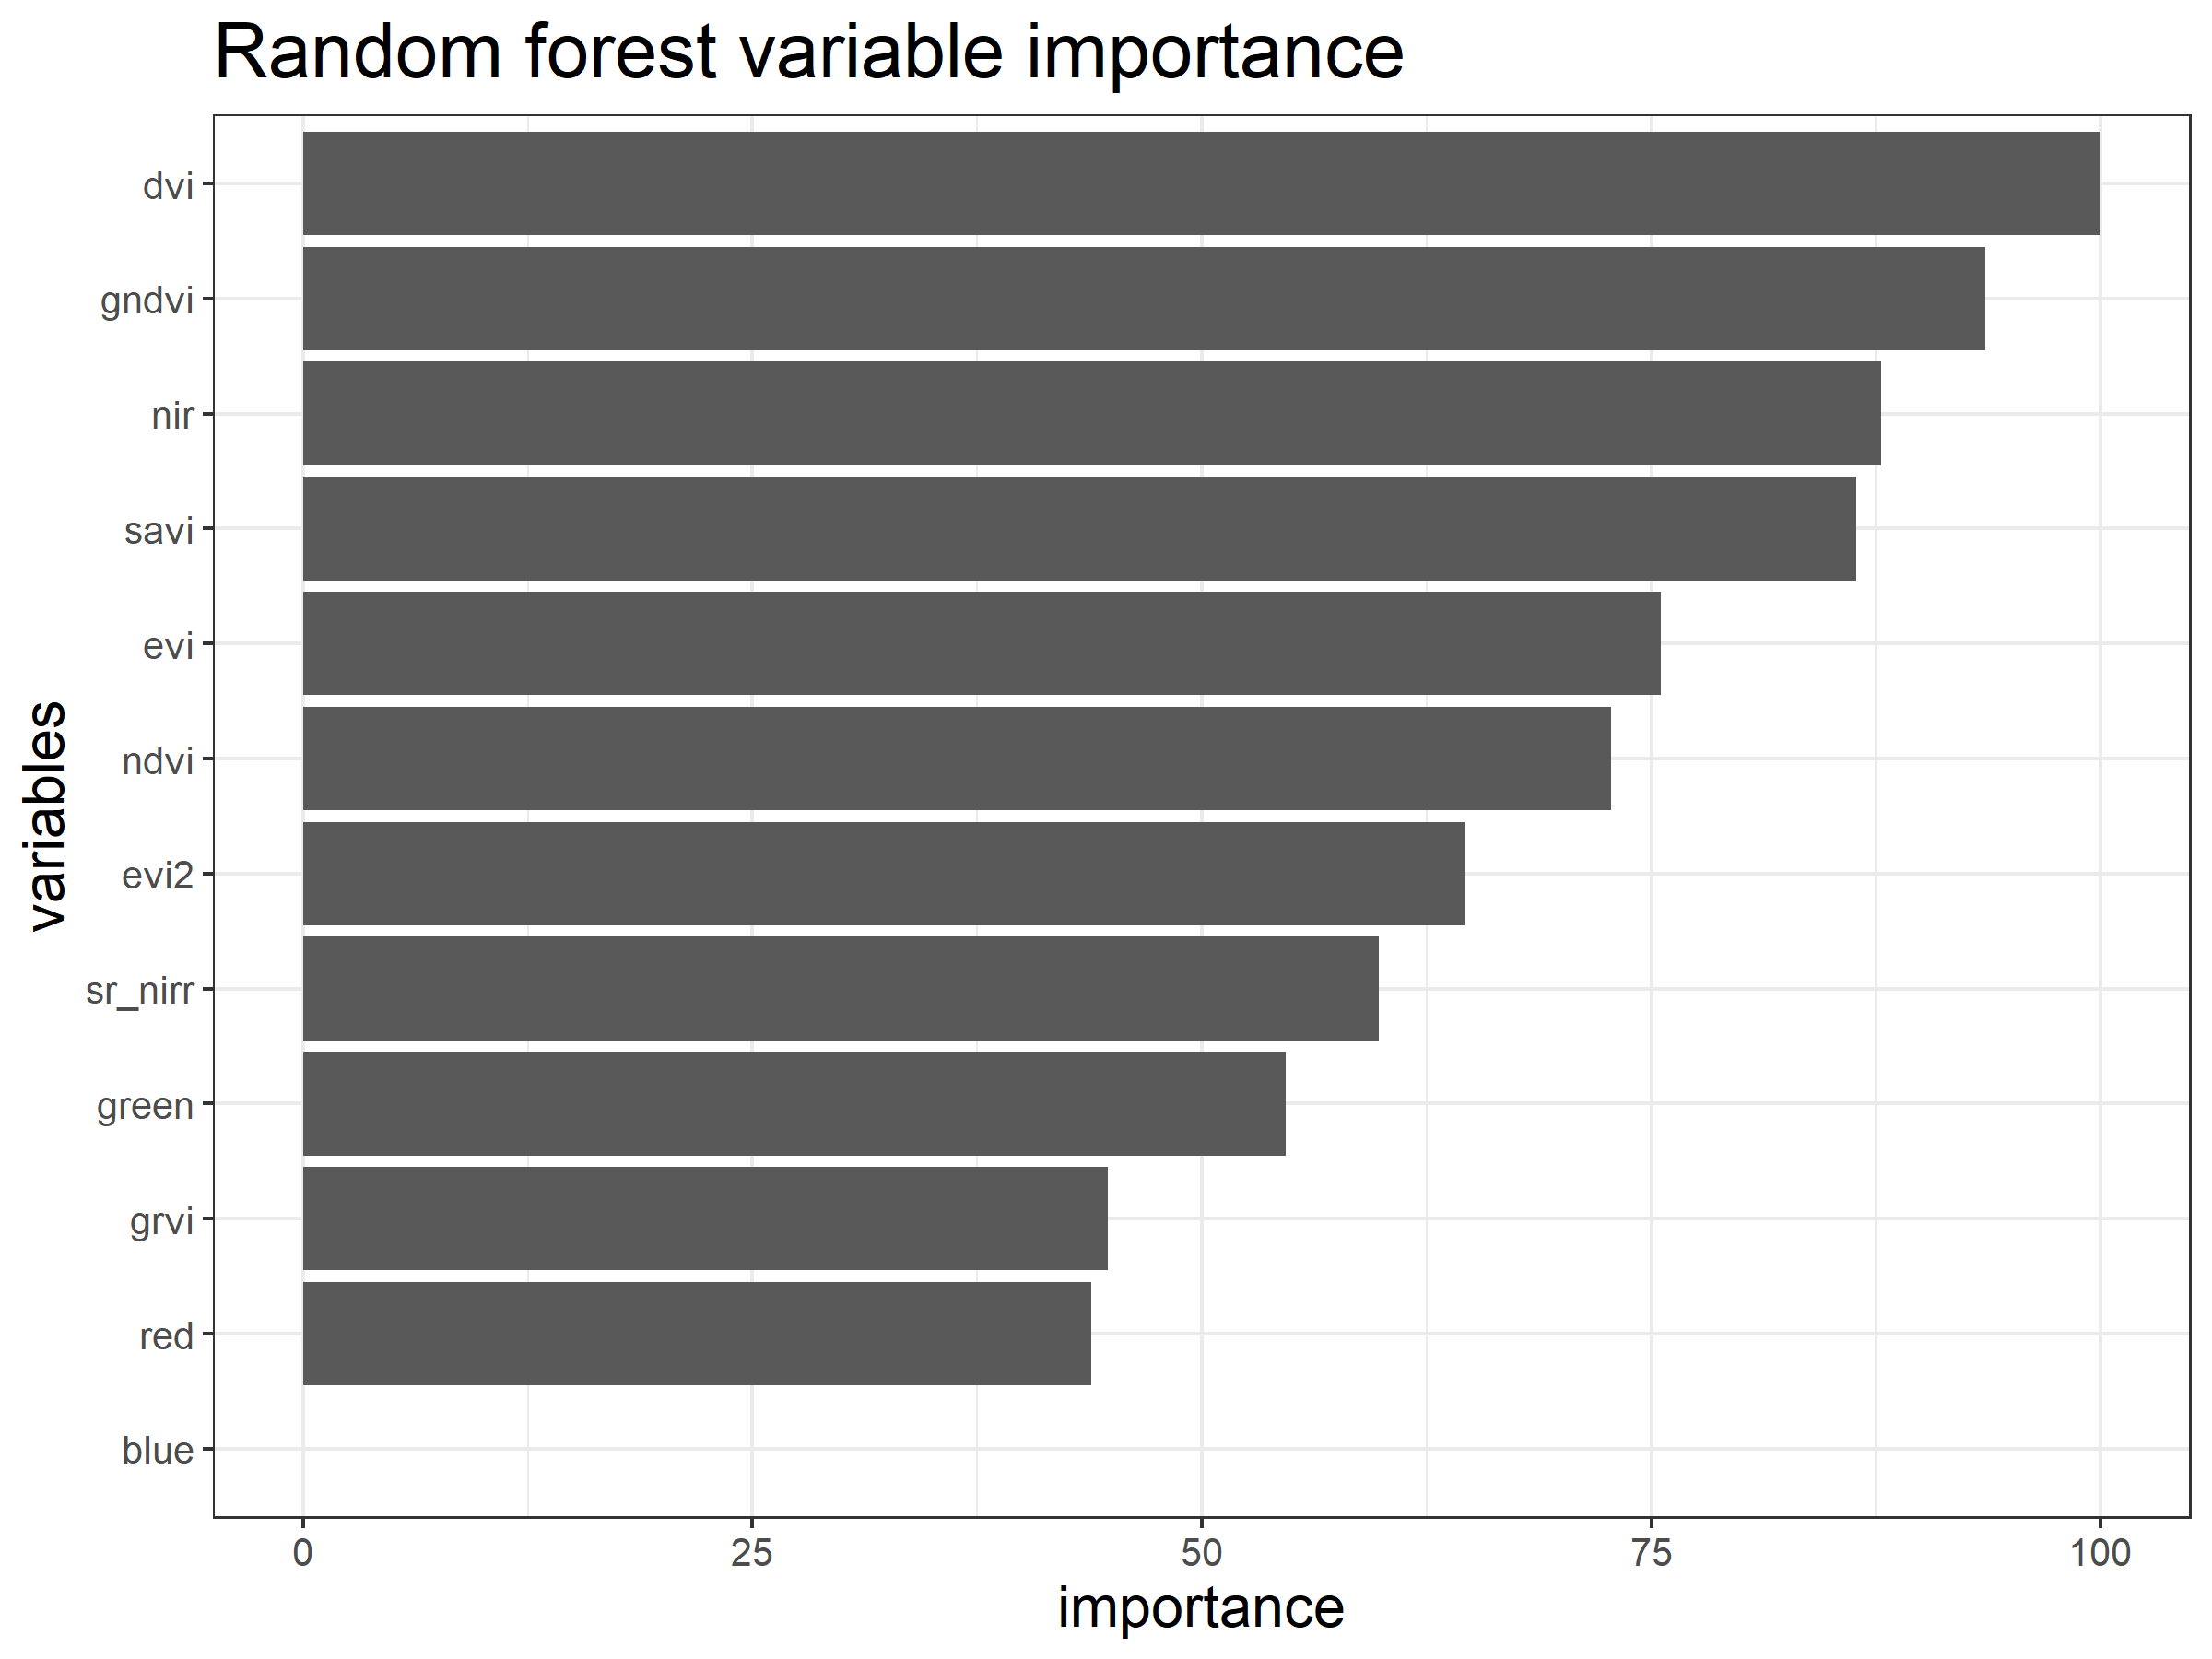 Random forest variable importance
dvi
gndvi
nir
savi
evi
ndvi
evi2
sr_nirr
green
grvi
red
blue
variables
0 25 50 75 100
importance